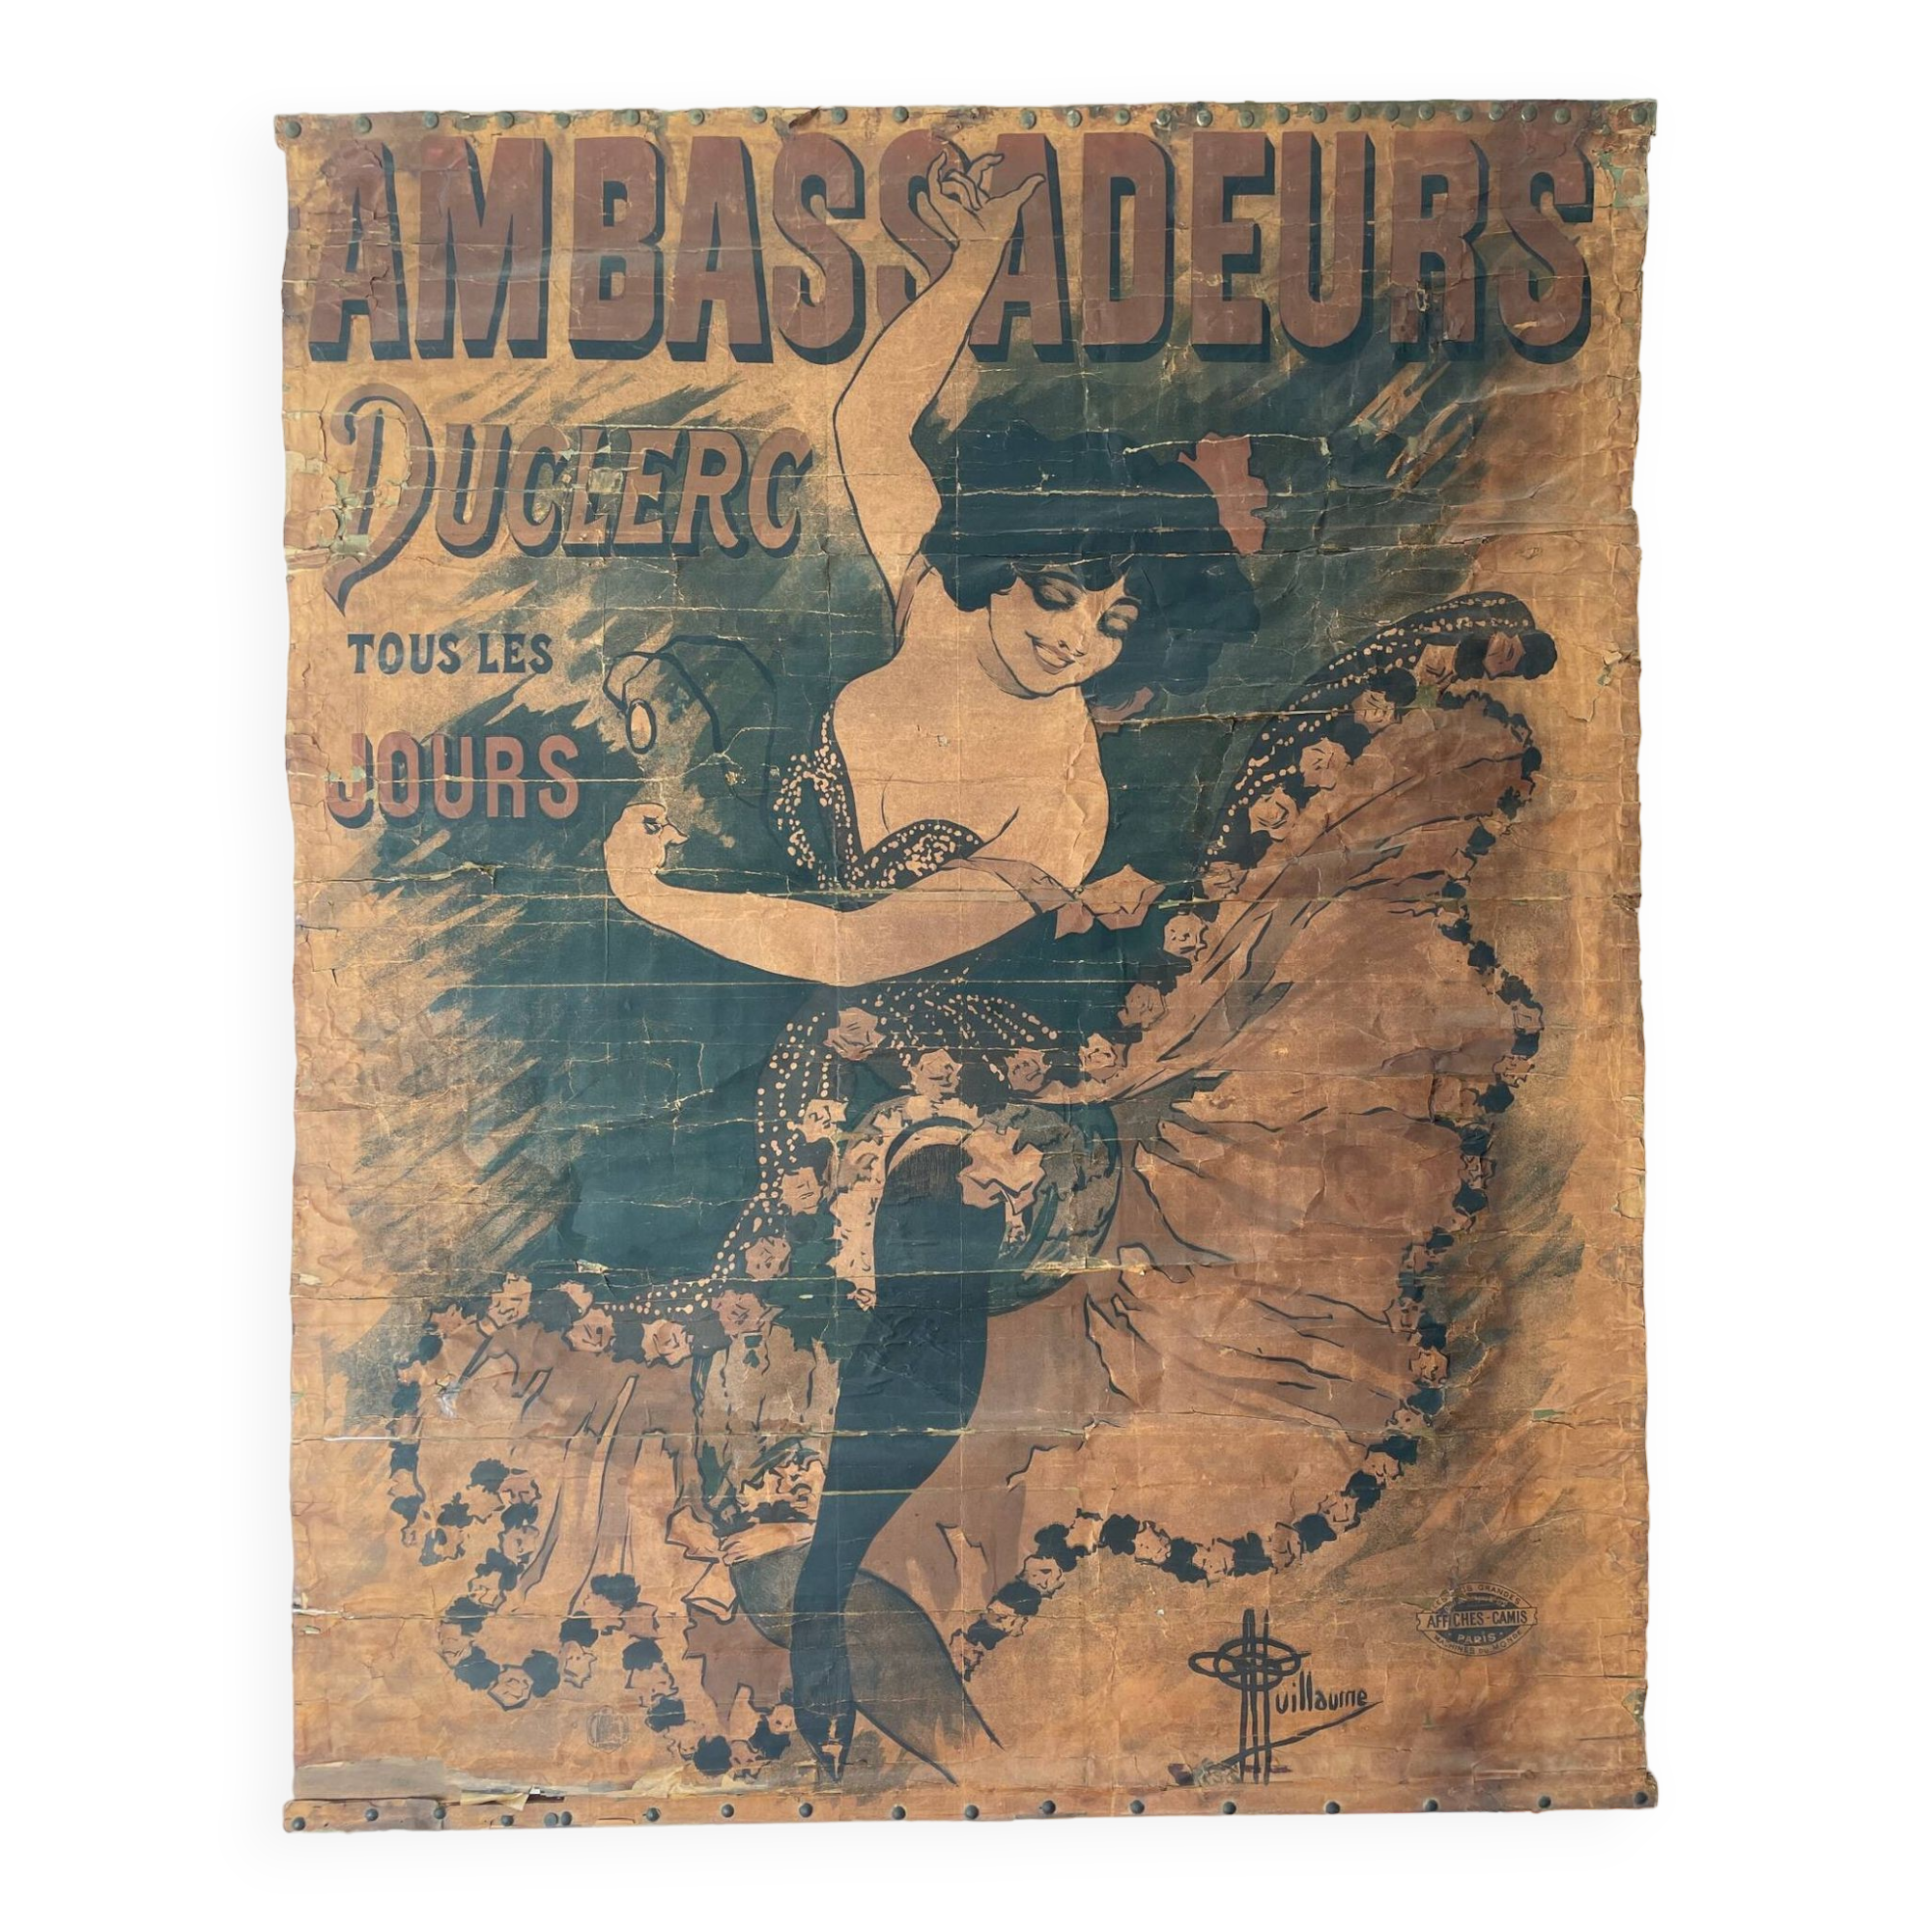 AMBASSADEURS
DUCLERC
TOUS LES
JOURS
AFFICHES-CAMIS
PARIS
Guillaume